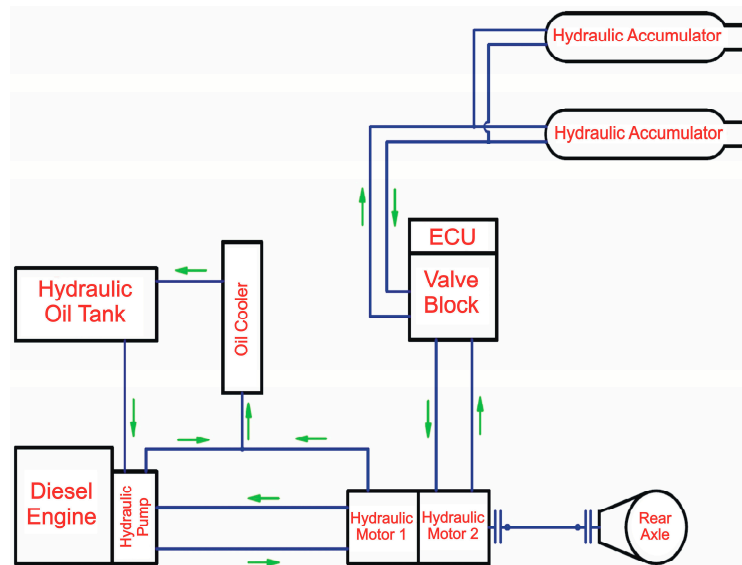 Hydraulic Accumulator
Hydraulic Accumulator
ECU
Valve
Block
Hydraulic
Oil Tank
Oil Cooler
Diesel
Engine
Hydraulic
Pump
Hydraulic
Motor 1
Hydraulic
Motor 2
Rear
Axle